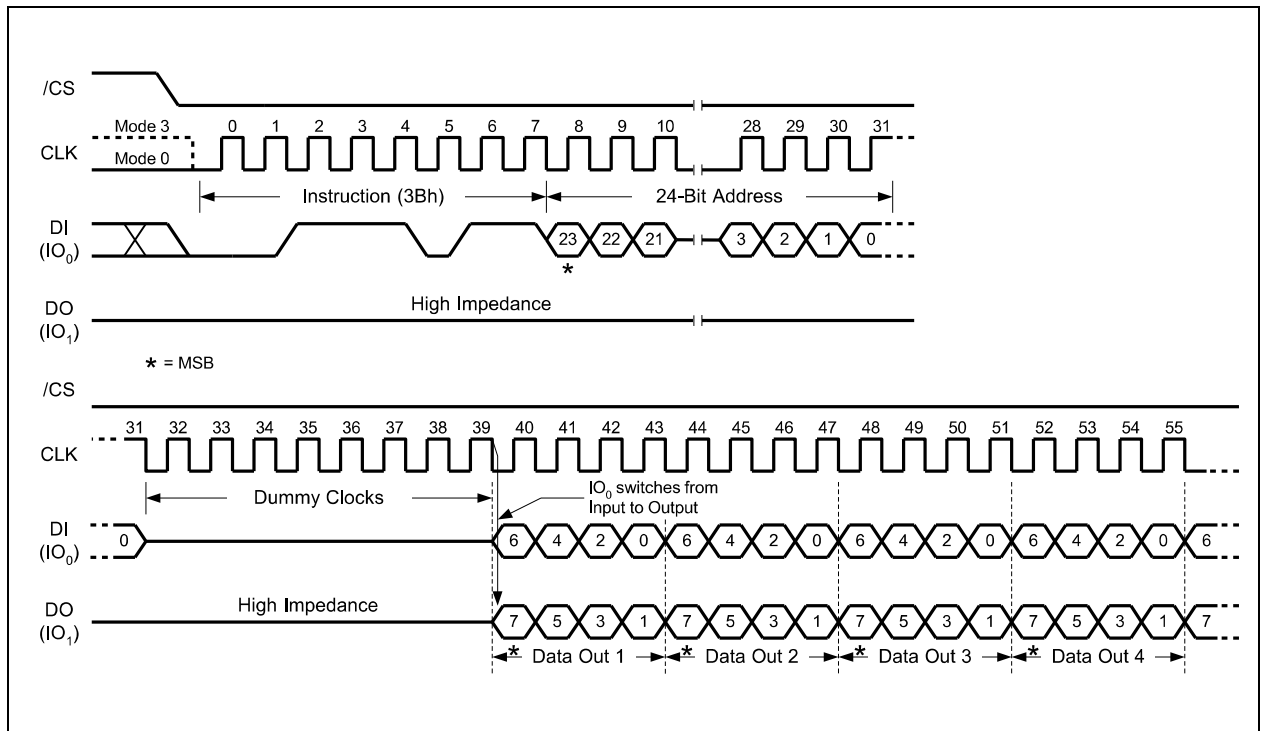 /CS
Mode 3 0 1 2 3 4 5 6 7 8 9 10 28 29 30 31
CLK
Mode 0
Instruction (3Bh) 24-Bit Address
DI
(IO0) 23 22 21 3 2 1 0
*
High Impedance
DO
(IO1)
* = MSB
/CS
31 32 33 34 35 36 37 38 39 40 41 42 43 44 45 46 47 48 49 50 51 52 53 54 55
CLK
Dummy Clocks
IO0 switches from
Input to Output
DI
(IO0) 0 6 4 2 0 6 4 2 0 6 4 2 0 6 4 2 0 6
DO
(IO1) High Impedance 7 5 3 1 7 5 3 1 7 5 3 1 7 5 3 1 7
* Data Out 1 * Data Out 2 * Data Out 3 * Data Out 4